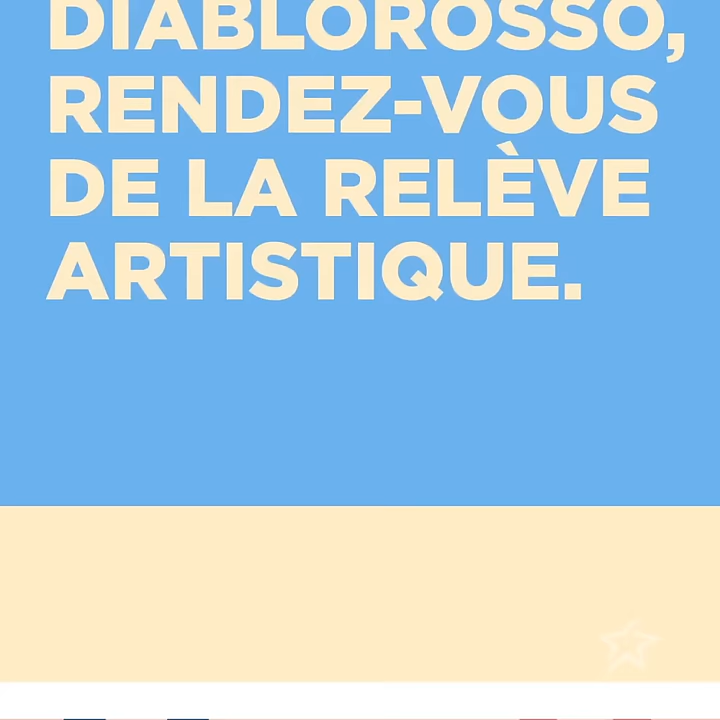 DIABLOROSSO,
RENDEZ-VOUS
DE LA RELÈVE
ARTISTIQUE.